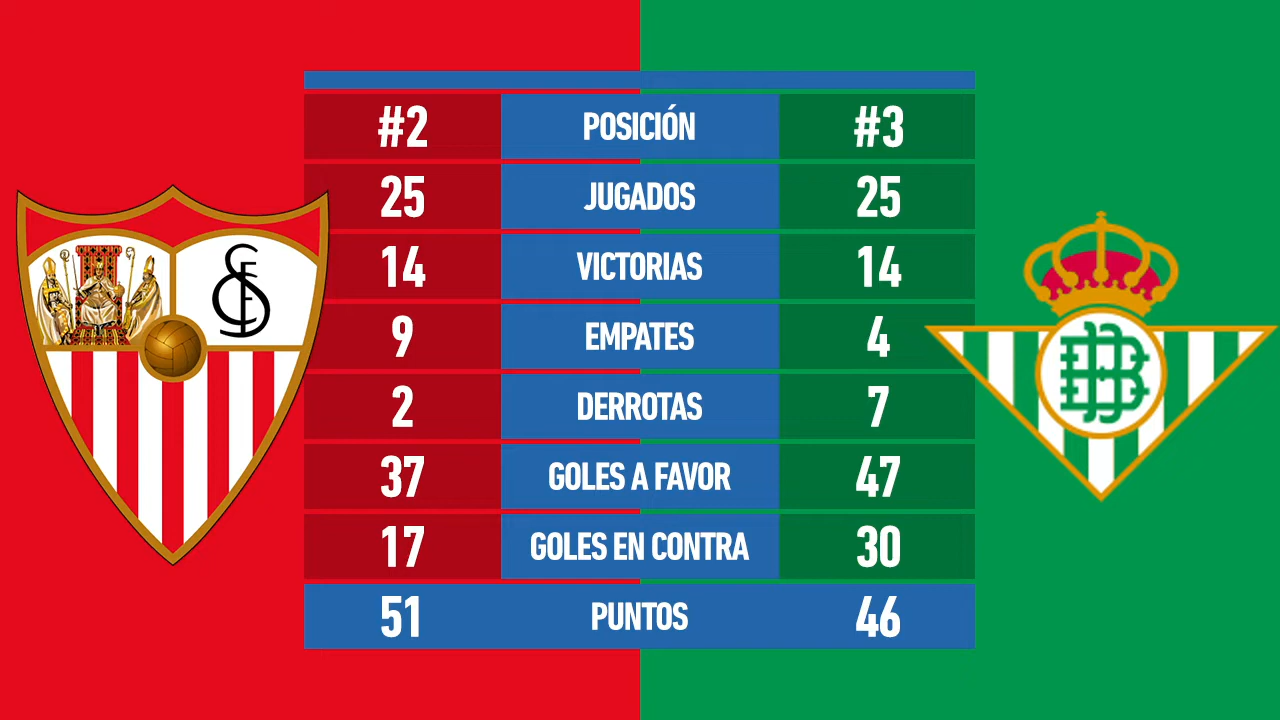 #2 POSICIÓN #3
25 JUGADOS 25
14 VICTORIAS 14
9 EMPATES 4
2 DERROTAS 7
37 GOLES A FAVOR 47
17 GOLES EN CONTRA 30
51 PUNTOS 46